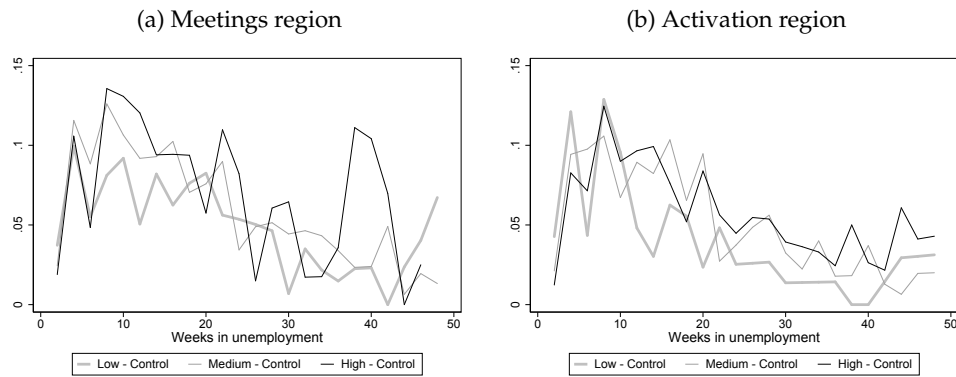 (a) Meetings region
(b) Activation region
.15
.1
.05
0
0
10
20
30
40
50
Weeks in unemployment
Low - Control
Medium - Control
High - Control
.15
.1
.05
0
0
10
20
30
40
50
Weeks in unemployment
Low - Control
Medium - Control
High - Control